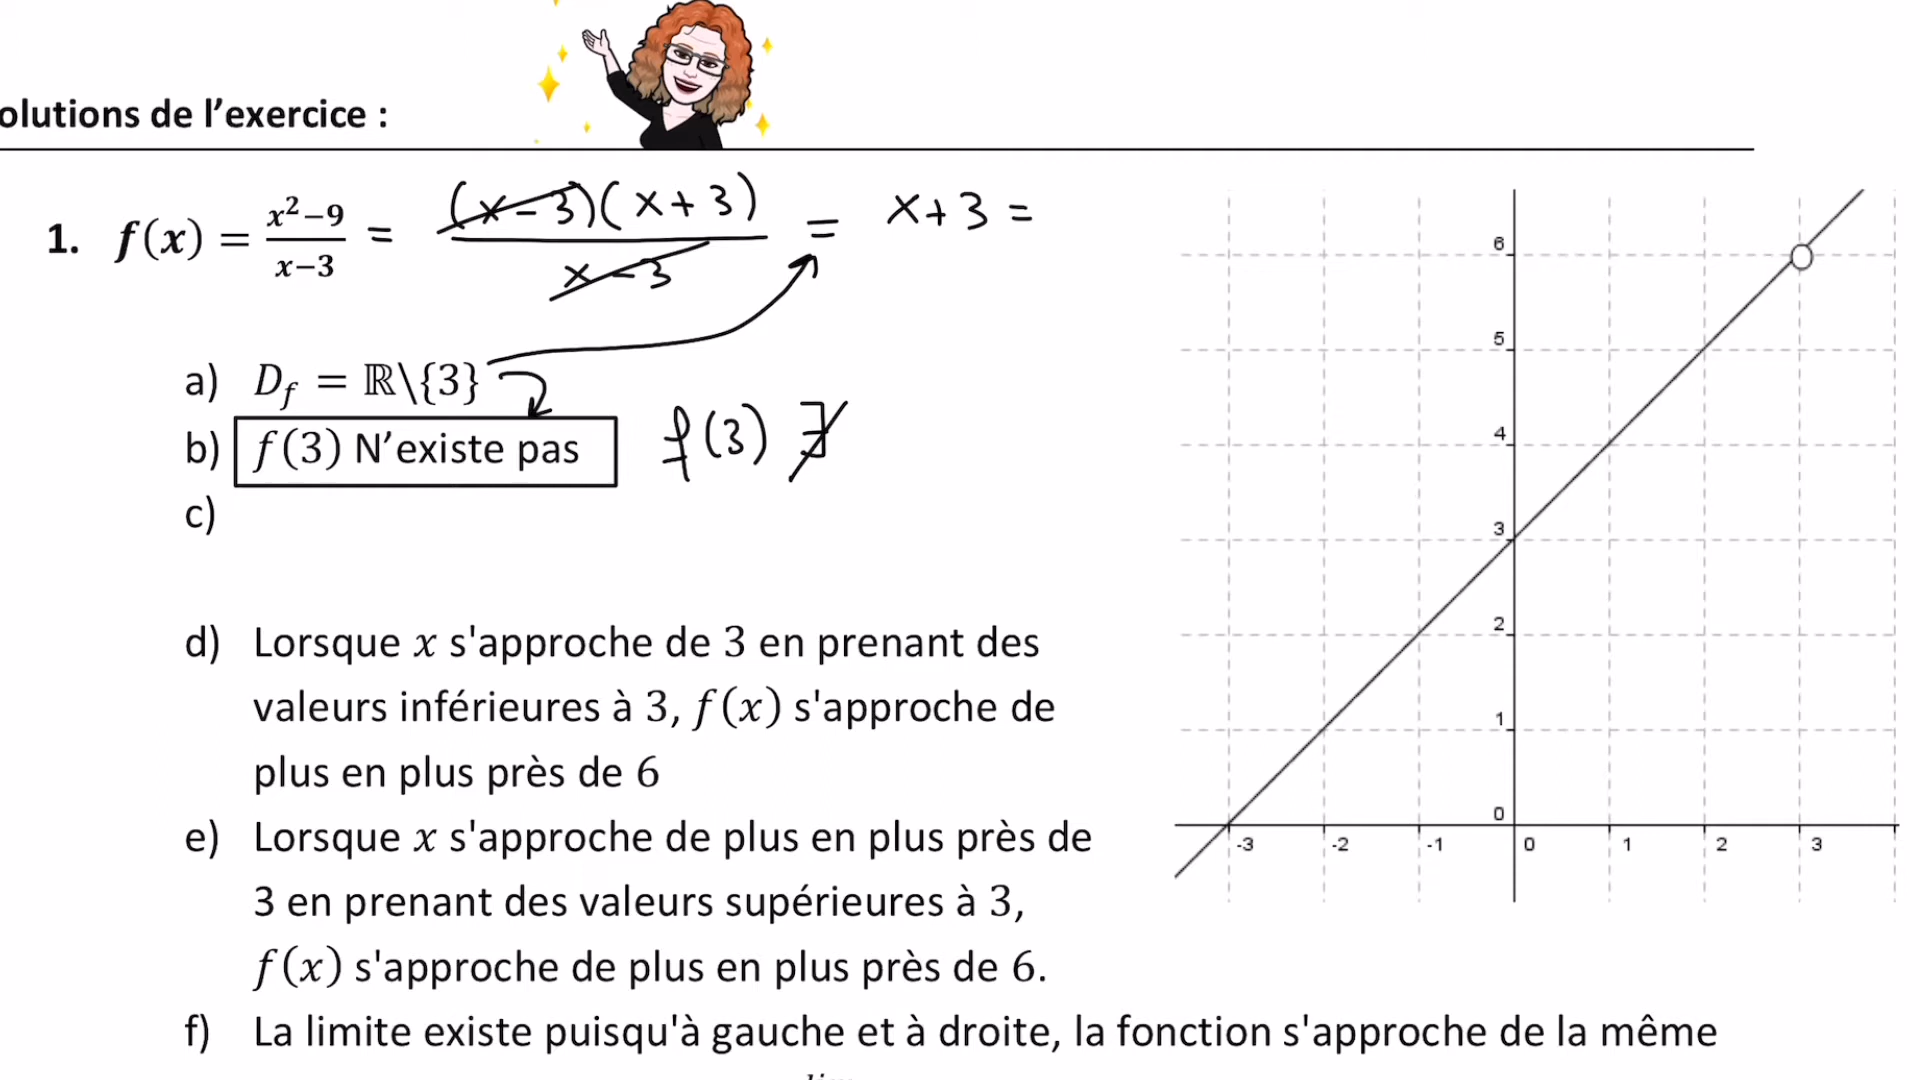 olutions de l'exercice :
1. f(x) = (x²−9)/(x−3) = (x-3)(x+3)/(x-3) = x+3 =
a) D_f = ℝ\{3}
b) f(3) N'existe pas f(3) ∄
c)
d) Lorsque x s'approche de 3 en prenant des
valeurs inférieures à 3, f(x) s'approche de
plus en plus près de 6
e) Lorsque x s'approche de plus en plus près de
3 en prenant des valeurs supérieures à 3,
f(x) s'approche de plus en plus près de 6.
f) La limite existe puisqu'à gauche et à droite, la fonction s'approche de la même
6
5
4
3
2
1
0
-3 -2 -1 0 1 2 3